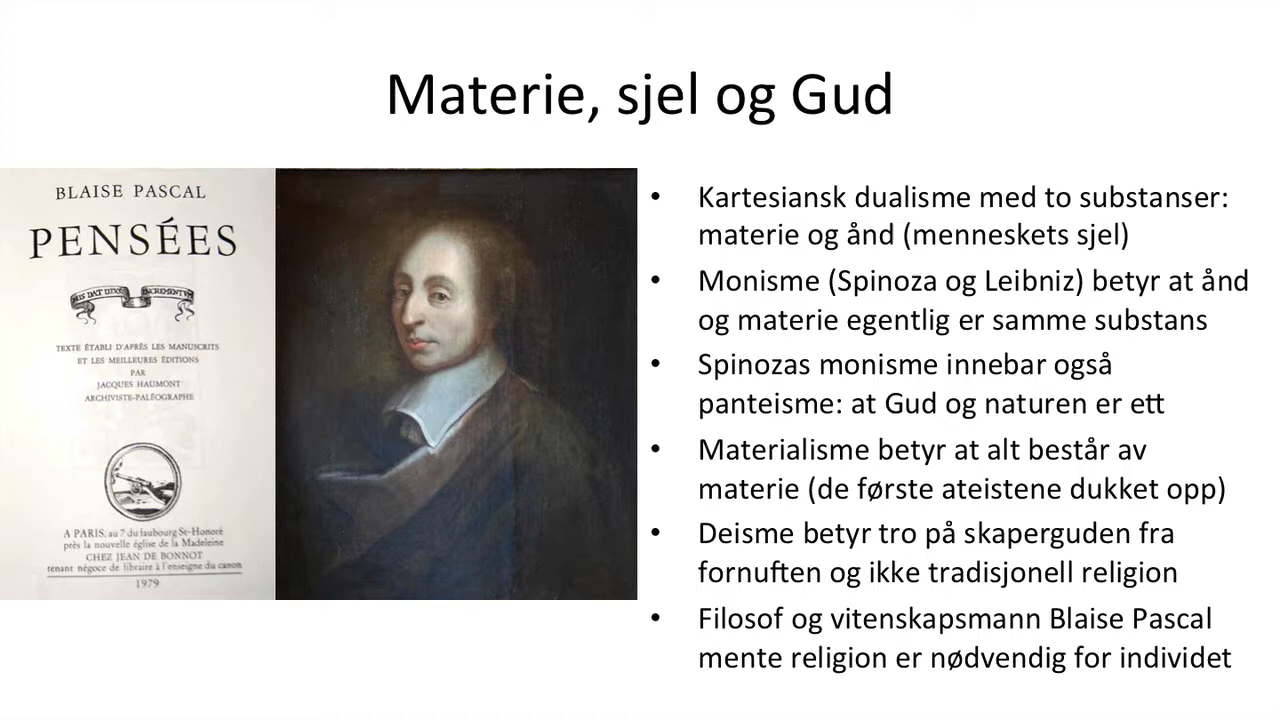 Materie, sjel og Gud
BLAISE PASCAL
PENSÉES
TEXTE ÉTABLI D'APRÈS LES MANUSCRITS
ET LES MEILLEURES ÉDITIONS
PAR
JACQUES HAUMONT
ARCHIVISTE-PALÉOGRAPHE
A PARIS, au 7 du faubourg St-Honoré
près la nouvelle église de la Madeleine
CHEZ JEAN DE BONNOT
tenant négoce de libraire à l'enseigne du canon
1979
• Kartesiansk dualisme med to substanser:
materie og ånd (menneskets sjel)
• Monisme (Spinoza og Leibniz) betyr at ånd
og materie egentlig er samme substans
• Spinozas monisme innebar også
panteisme: at Gud og naturen er ett
• Materialisme betyr at alt består av
materie (de første ateistene dukket opp)
• Deisme betyr tro på skaperguden fra
fornuften og ikke tradisjonell religion
• Filosof og vitenskapsmann Blaise Pascal
mente religion er nødvendig for individet